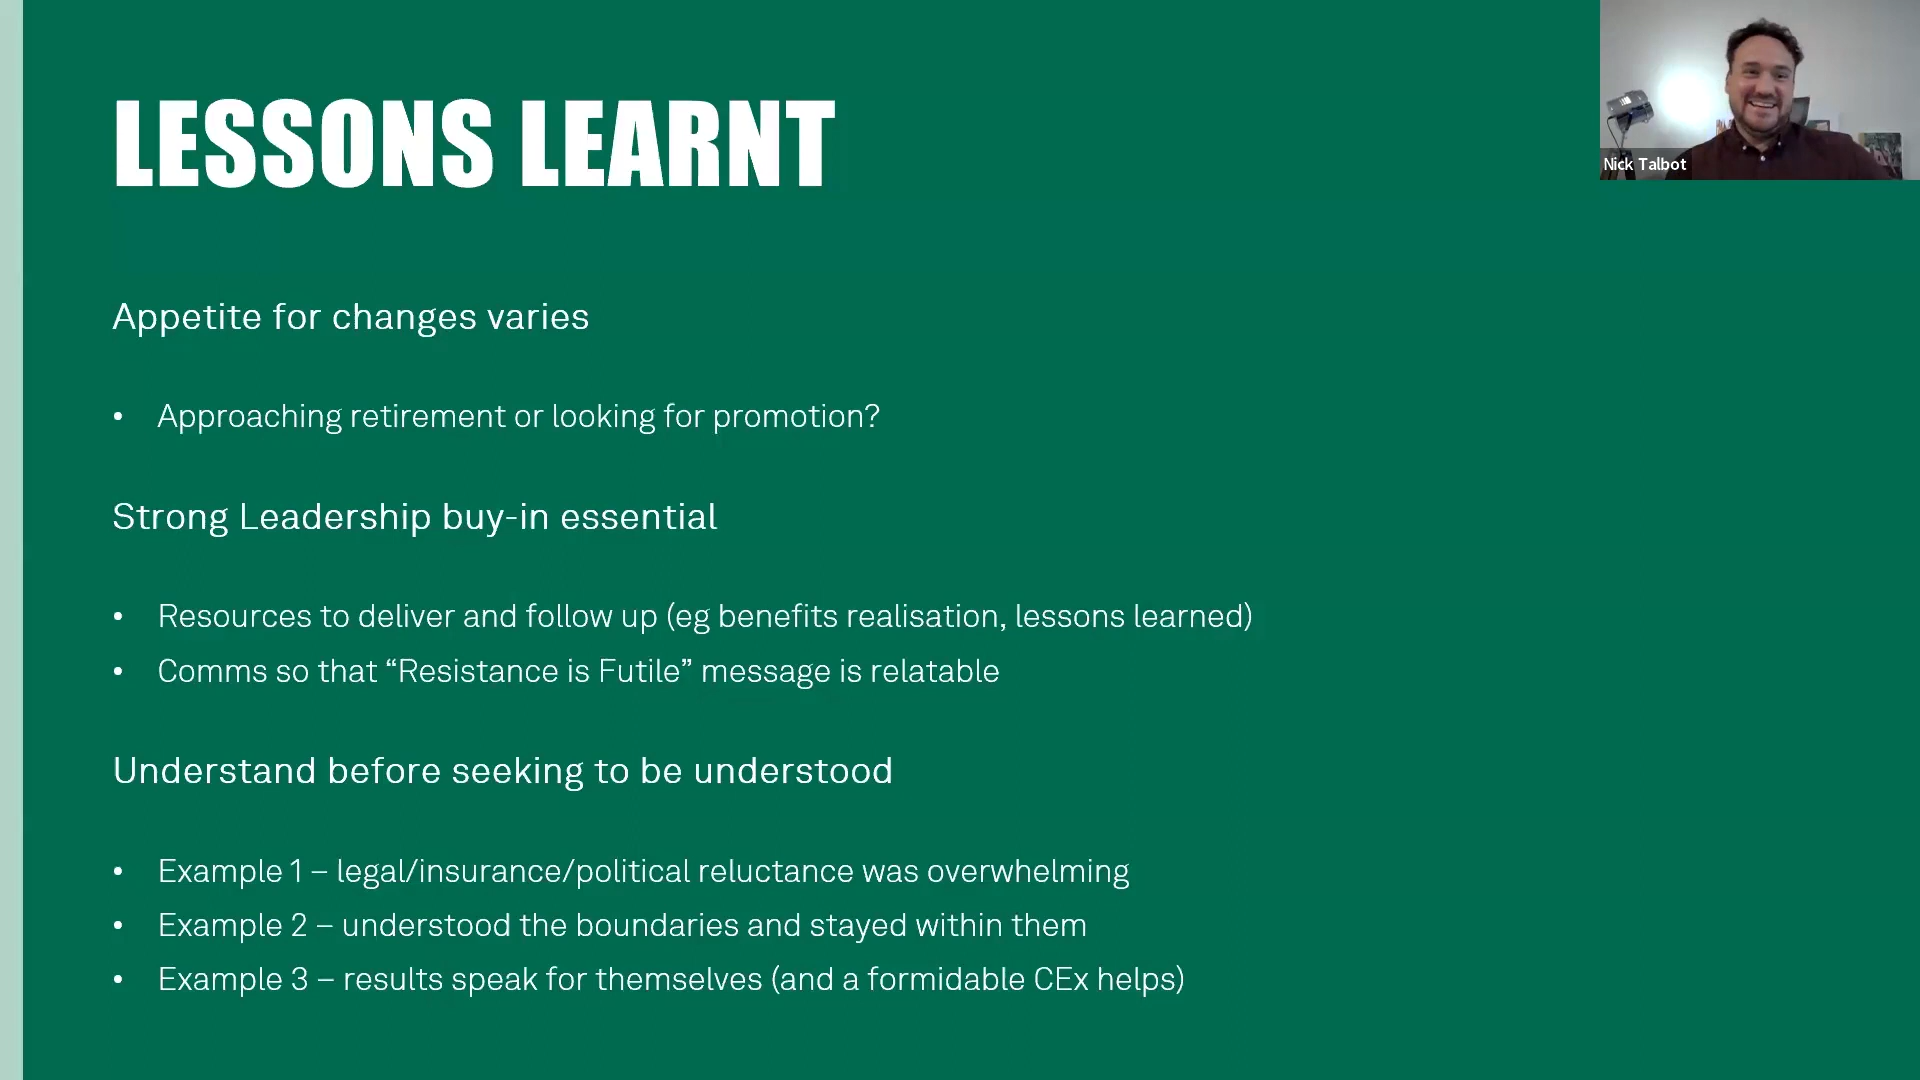 LESSONS LEARNT
Nick Talbot
Appetite for changes varies
• Approaching retirement or looking for promotion?
Strong Leadership buy-in essential
• Resources to deliver and follow up (eg benefits realisation, lessons learned)
• Comms so that “Resistance is Futile” message is relatable
Understand before seeking to be understood
• Example 1 – legal/insurance/political reluctance was overwhelming
• Example 2 – understood the boundaries and stayed within them
• Example 3 – results speak for themselves (and a formidable CEx helps)